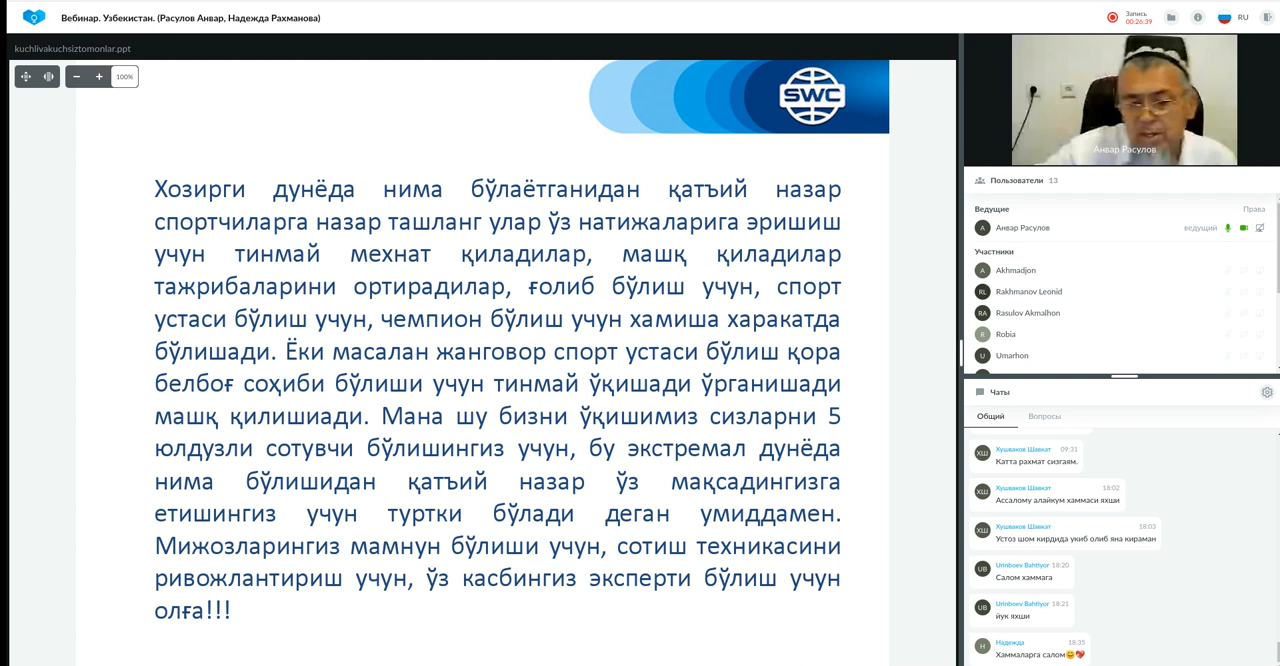 Вебинар. Узбекистан. (Расулов Анвар, Надежда Рахманова)
Запись
00:26:39
RU
kuchlivakuchsiztomonlar.ppt
100%
SWC
Хозирги дунёда нима бўлаётганидан қатъий назар
спортчиларга назар ташланг улар ўз натижаларига эришиш
учун тинмай мехнат қиладилар, машқ қиладилар
тажрибаларини ортирадилар, ғолиб бўлиш учун, спорт
устаси бўлиш учун, чемпион бўлиш учун хамиша харакатда
бўлишади. Ёки масалан жанговор спорт устаси бўлиш қора
белбоғ соҳиби бўлиши учун тинмай ўқишади ўрганишади
машқ қилишиади. Мана шу бизни ўқишимиз сизларни 5
юлдузли сотувчи бўлишингиз учун, бу экстремал дунёда
нима бўлишидан қатъий назар ўз мақсадингизга
етишингиз учун туртки бўлади деган умиддамен.
Мижозларингиз мамнун бўлиши учун, сотиш техникасини
ривожлантириш учун, ўз касбингиз эксперти бўлиш учун
олға!!!
Анвар Расулов
Пользователи 13
Ведущие Права
А Анвар Расулов ведущий
Участники
A Akhmadjon
RL Rakhmanov Leonid
RA Rasulov Akmalhon
R Robia
U Umarhon
Чаты
Общий Вопросы
ХШ Хушваков Шавкат 09:31
Катта рахмат сизгаям.
ХШ Хушваков Шавкат 18:02
Ассалому алайкум хаммаси яхши
ХШ Хушваков Шавкат 18:03
Устоз шом кирдида укиб олиб яна кираман
UB Urinboev Bahtiyor 18:20
Салом хаммага
UB Urinboev Bahtiyor 18:21
йук яхши
Н Надежда 18:35
Хаммаларга салом😊💖